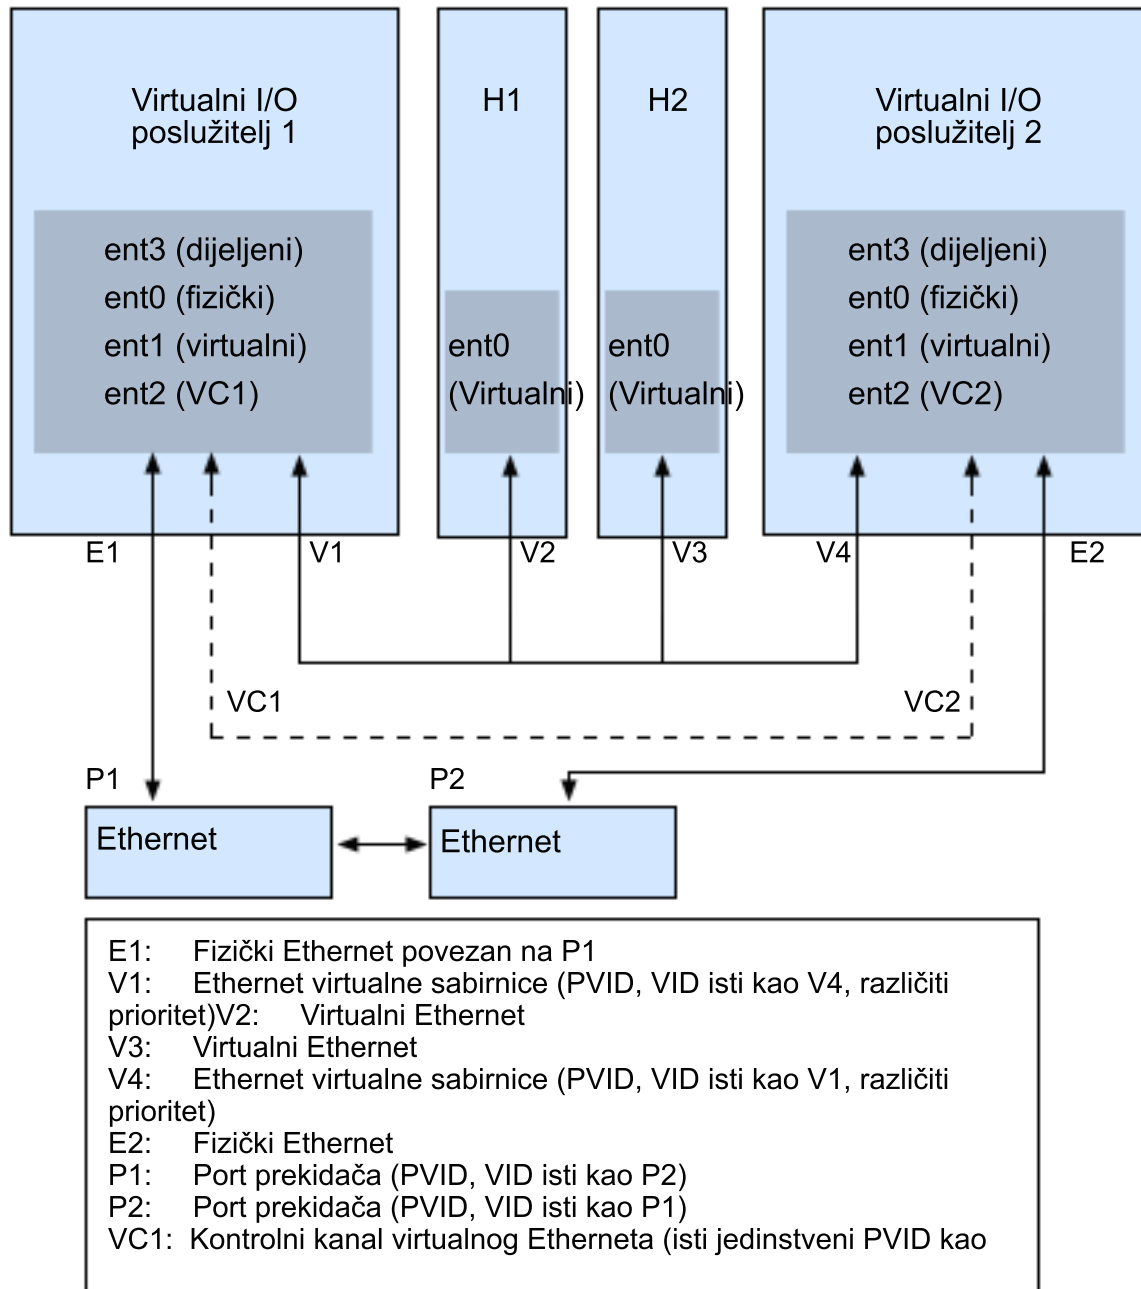 Virtualni I/O
poslužitelj 1
H1
H2
Virtualni I/O
poslužitelj 2
ent3 (dijeljeni)
ent0 (fizički)
ent1 (virtualni)
ent2 (VC1)
ent0
(Virtualni)
ent0
(Virtualni)
ent3 (dijeljeni)
ent0 (fizički)
ent1 (virtualni)
ent2 (VC2)
E1
V1
V2
V3
V4
E2
VC1
VC2
P1
P2
Ethernet
Ethernet
E1: Fizički Ethernet povezan na P1
V1: Ethernet virtualne sabirnice (PVID, VID isti kao V4, različiti
prioritet)V2: Virtualni Ethernet
V3: Virtualni Ethernet
V4: Ethernet virtualne sabirnice (PVID, VID isti kao V1, različiti
prioritet)
E2: Fizički Ethernet
P1: Port prekidača (PVID, VID isti kao P2)
P2: Port prekidača (PVID, VID isti kao P1)
VC1: Kontrolni kanal virtualnog Etherneta (isti jedinstveni PVID kao